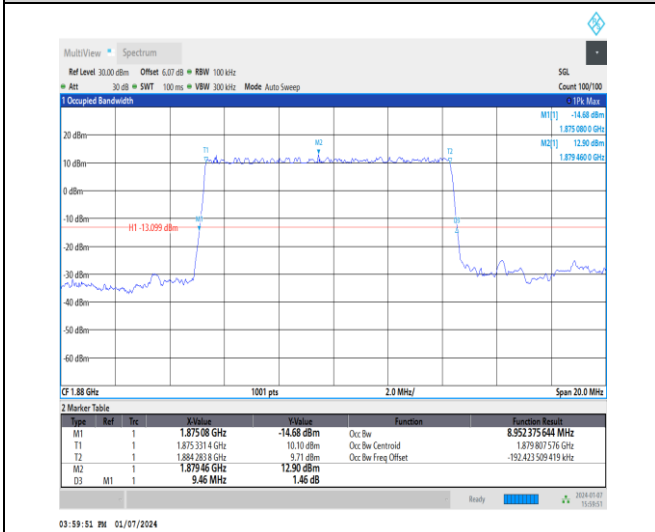 MultiView Spectrum
Ref Level 30.00 dBm Offset 6.07 dB RBW 100 kHz SGL
Att 30 dB SWT 100 ms VBW 300 kHz Mode Auto Sweep Count 100/100
1 Occupied Bandwidth 1Pk Max
M1[1] -14.68 dBm
1.875 080 0 GHz
M2[1] 12.90 dBm
1.879 460 0 GHz
20 dBm
T1 M2 T2
10 dBm
0 dBm
-10 dBm
M1
H1 -13.099 dBm
-20 dBm
-30 dBm
-40 dBm
-50 dBm
-60 dBm
CF 1.88 GHz 1001 pts 2.0 MHz/ Span 20.0 MHz
2 Marker Table
Type Ref Trc X-Value Y-Value Function Function Result
M1 1 1.87508 GHz -14.68 dBm Occ Bw 8.952 375 644 MHz
T1 1 1.875 331 4 GHz 10.10 dBm Occ Bw Centroid 1.879 807 576 GHz
T2 1 1.884 283 8 GHz 9.71 dBm Occ Bw Freq Offset -192.423 509 419 kHz
M2 1 1.87946 GHz 12.90 dBm
D3 M1 1 9.46 MHz 1.46 dB
Ready 2024-01-07
15:59:51
03:59:51 PM 01/07/2024